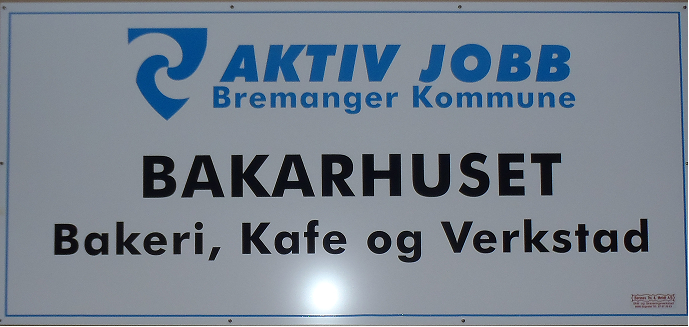 AKTIV JOBB
Bremanger Kommune
BAKARHUSET
Bakeri, Kafe og Verkstad